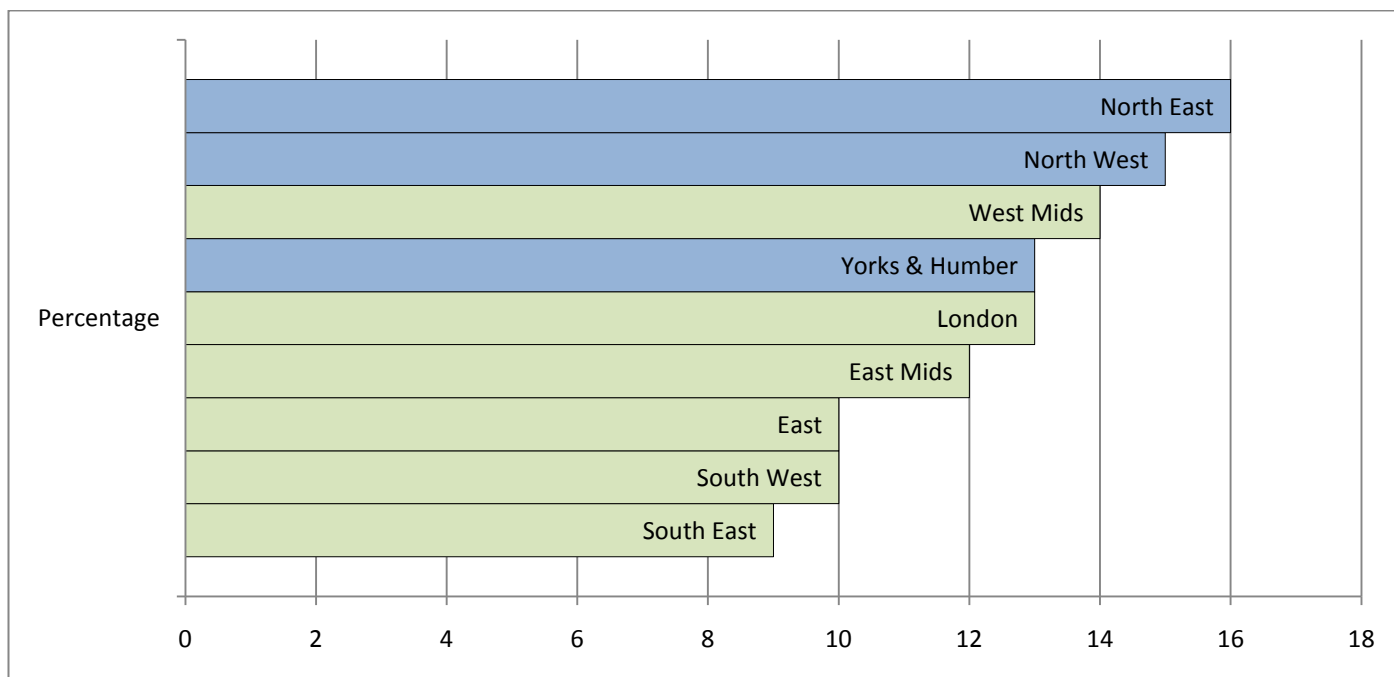 North East
North West
West Mids
Yorks & Humber
London
Percentage
East Mids
East
South West
South East
0 2 4 6 8 10 12 14 16 18